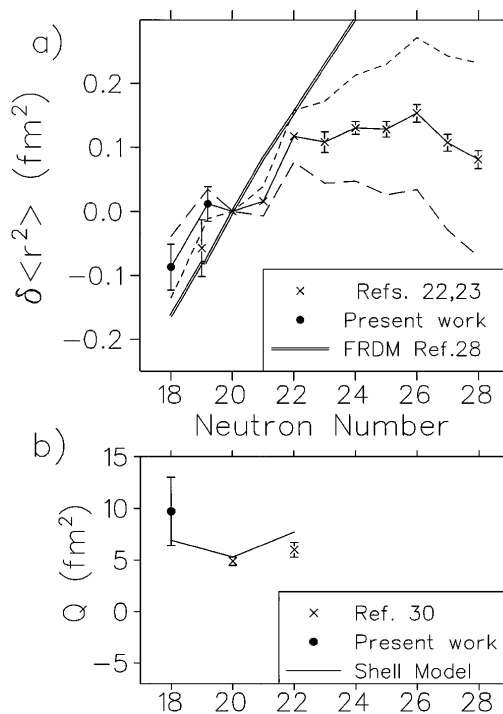 a)
δ<r²> (fm²)
0.2
0.1
0.0
−0.1
−0.2
× Refs. 22,23
● Present work
FRDM Ref.28
18 20 22 24 26 28
Neutron Number
b)
Q (fm²)
15
10
5
0
−5
× Ref. 30
● Present work
Shell Model
18 20 22 24 26 28